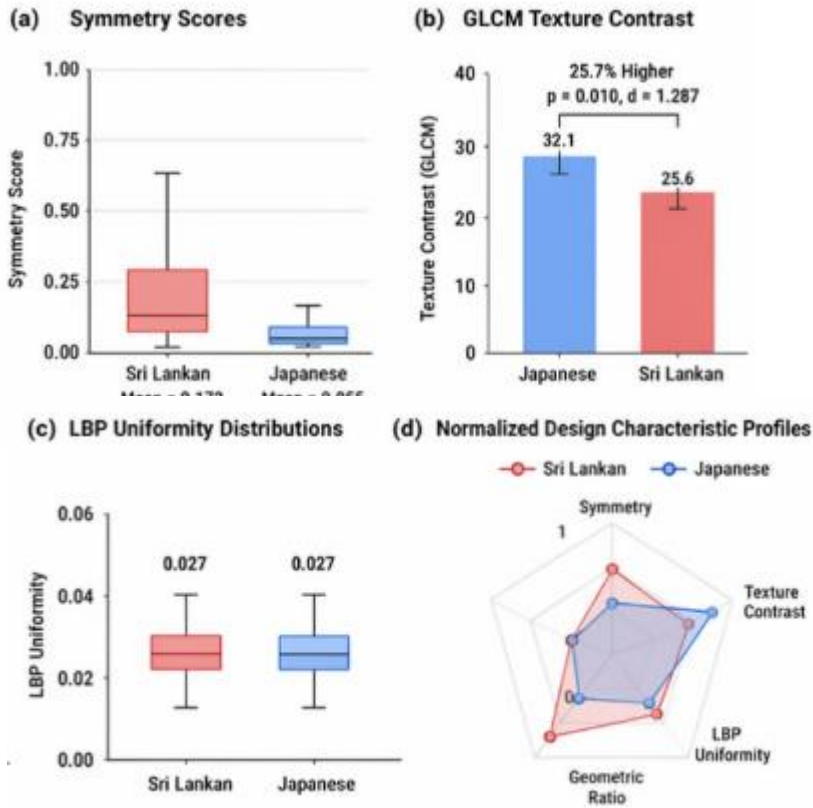 (a) Symmetry Scores
1.00
0.75
0.50
0.25
0.00
Symmetry Score
Sri Lankan
Japanese
(b) GLCM Texture Contrast
25.7% Higher
p = 0.010, d = 1.287
40
30
20
10
0
Texture Contrast (GLCM)
32.1
25.6
Japanese
Sri Lankan
(c) LBP Uniformity Distributions
0.06
0.04
0.02
0.00
LBP Uniformity
0.027
0.027
Sri Lankan
Japanese
(d) Normalized Design Characteristic Profiles
Sri Lankan
Japanese
Symmetry
1
Texture
Contrast
0
LBP
Uniformity
Geometric
Ratio